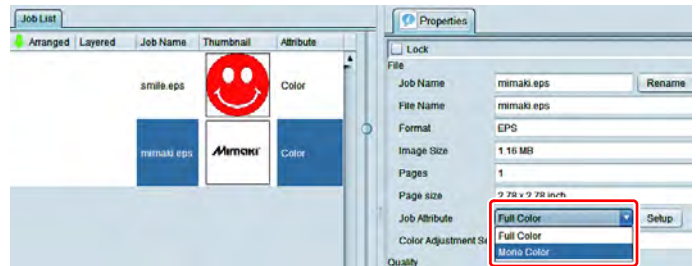 Job List
Arranged Layered Job Name Thumbnail Attribute
smile.eps Color
mimaki.eps Mimaki Color
Properties
Lock
File
Job Name mimaki.eps Rename
File Name mimaki.eps
Format EPS
Image Size 1.16 MB
Pages 1
Page size 2.78 x 2.78 inch
Job Attribute Full Color Setup
Full Color
Color Adjustment Se
Mono Color
Quality